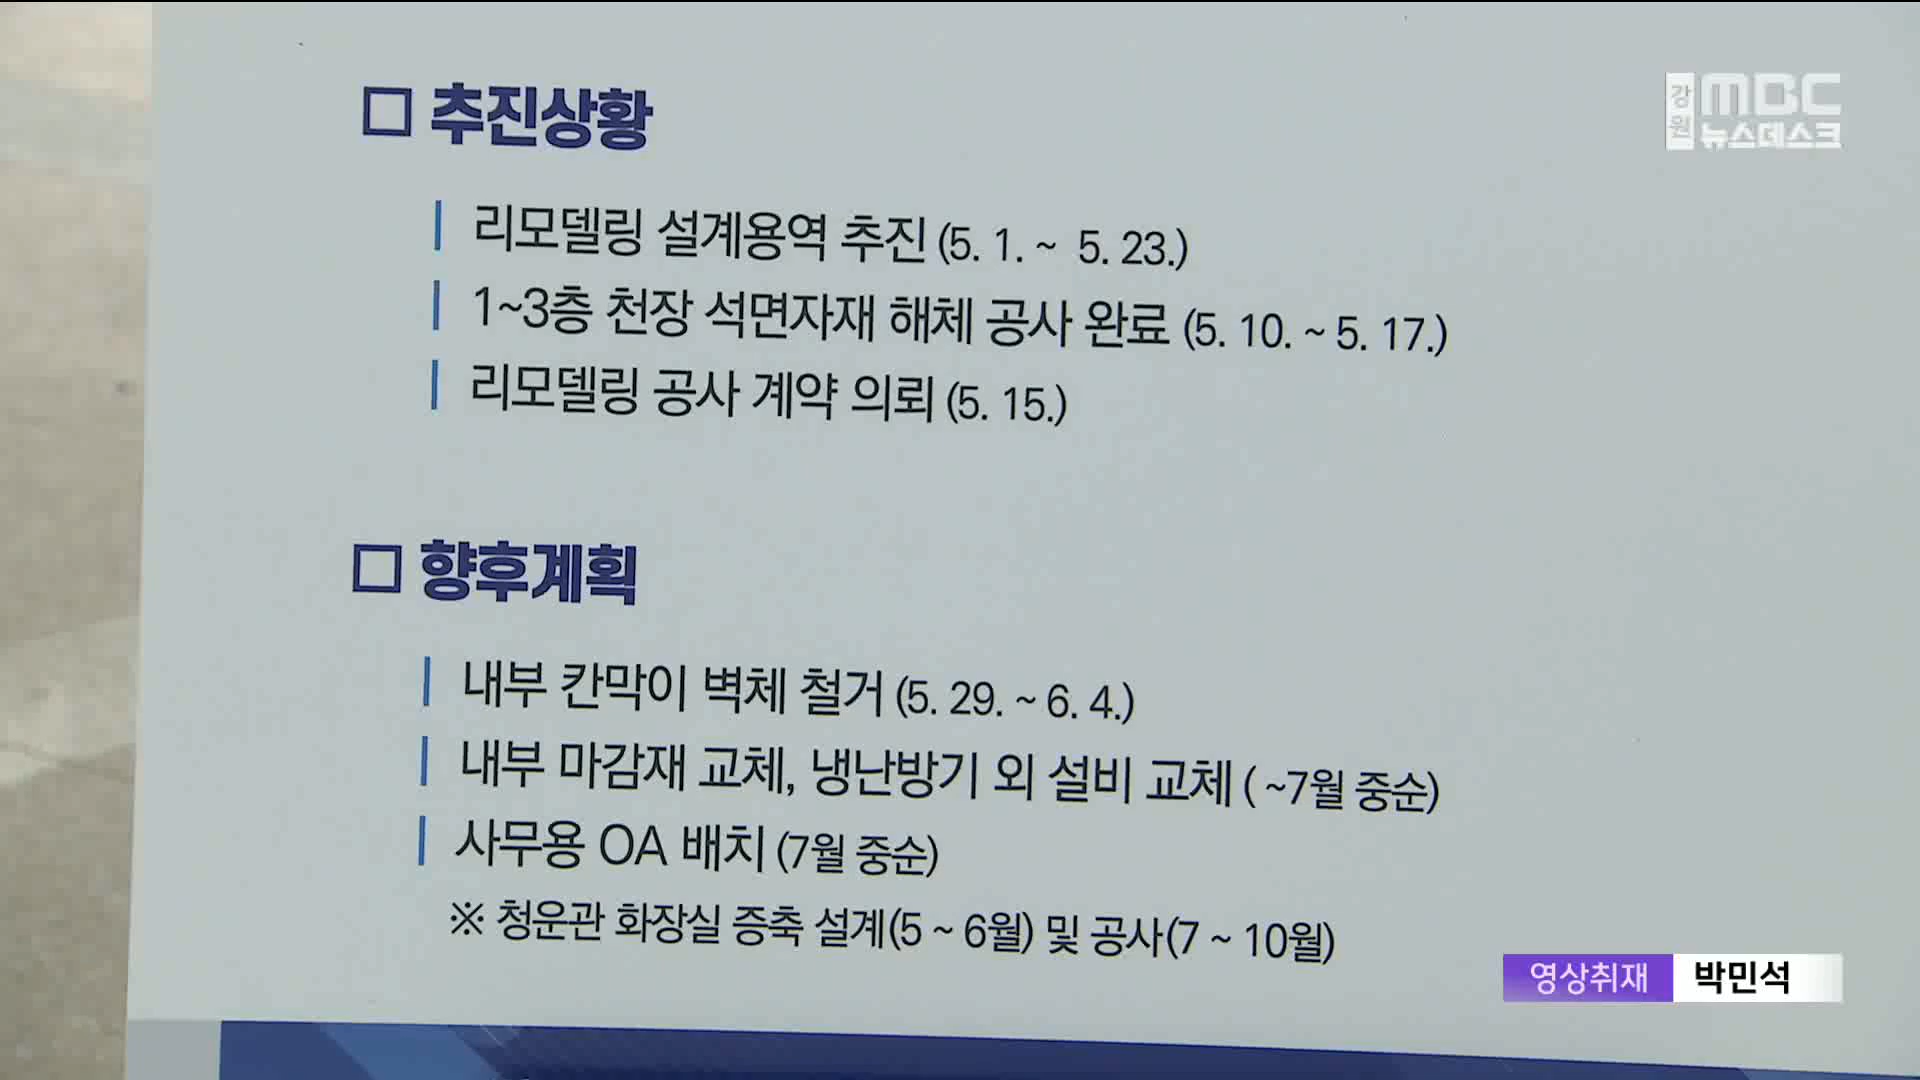 □ 추진상황
리모델링 설계용역 추진 (5. 1. ~ 5. 23.)
1~3층 천장 석면자재 해체 공사 완료 (5. 10. ~ 5. 17.)
리모델링 공사 계약 의뢰 (5. 15.)
□ 향후계획
내부 칸막이 벽체 철거 (5. 29. ~ 6. 4.)
내부 마감재 교체, 냉난방기 외 설비 교체 ( ~7월 중순)
사무용 OA 배치 (7월 중순)
※ 청운관 화장실 증축 설계(5 ~ 6월) 및 공사(7 ~ 10월)
강원 MBC
뉴스데스크
영상취재 박민석